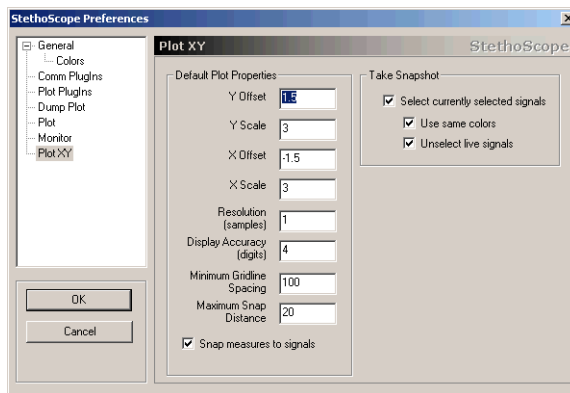 StethoScope Preferences
General
Colors
Comm PlugIns
Plot PlugIns
Dump Plot
Plot
Monitor
Plot XY
OK
Cancel
Plot XY
StethoScope
Default Plot Properties
Y Offset 1.5
Y Scale 3
X Offset -1.5
X Scale 3
Resolution
(samples) 1
Display Accuracy
(digits) 4
Minimum Gridline
Spacing 100
Maximum Snap
Distance 20
Snap measures to signals
Take Snapshot
Select currently selected signals
Use same colors
Unselect live signals